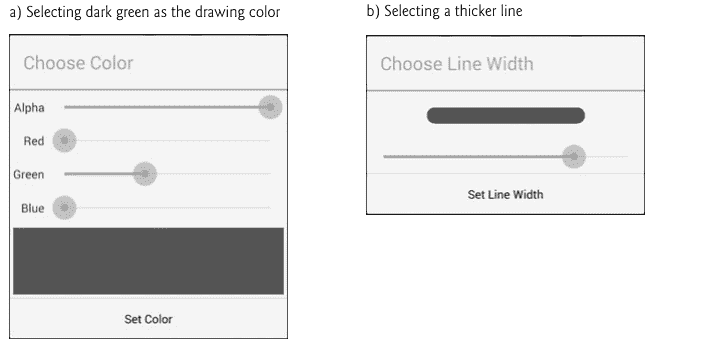 a) Selecting dark green as the drawing color
Choose Color
Alpha
Red
Green
Blue
Set Color
b) Selecting a thicker line
Choose Line Width
Set Line Width